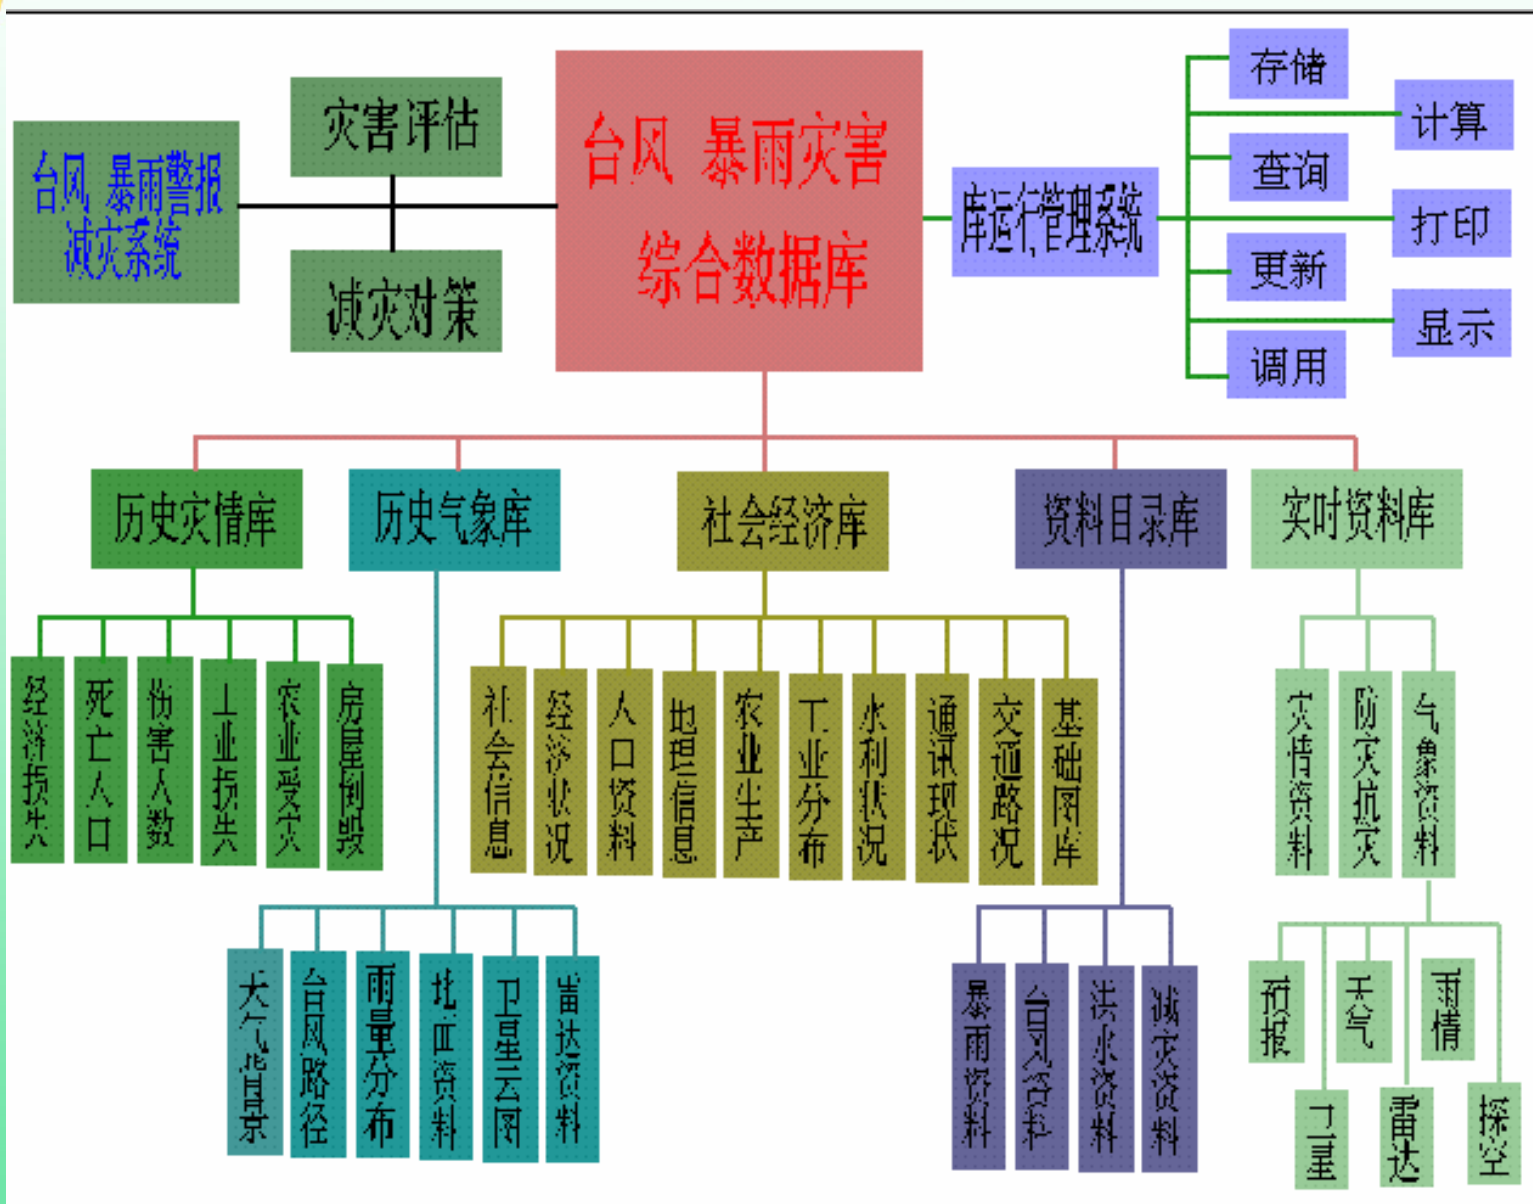 灾害评估
台风 暴雨警报
减灾系统
减灾对策
台风 暴雨灾害
综合数据库
库运行管理系统
存储
计算
查询
打印
更新
显示
调用
历史灾情库
历史气象库
社会经济库
资料目录库
实时资料库
经济损失
死亡人口
伤害人数
工业损失
农业受灾
房屋倒毁
社会信息
经济状况
人口资料
地理信息
农业生产
工业分布
水利状况
通讯现状
交通路况
基础图库
灾情资料
防灾抗灾
气象资料
天气背景
台风路径
雨量分布
地面资料
卫星云图
雷达资料
暴雨资料
台风资料
洪水资料
减灾资料
预报
天气
雨情
卫星
雷达
探空